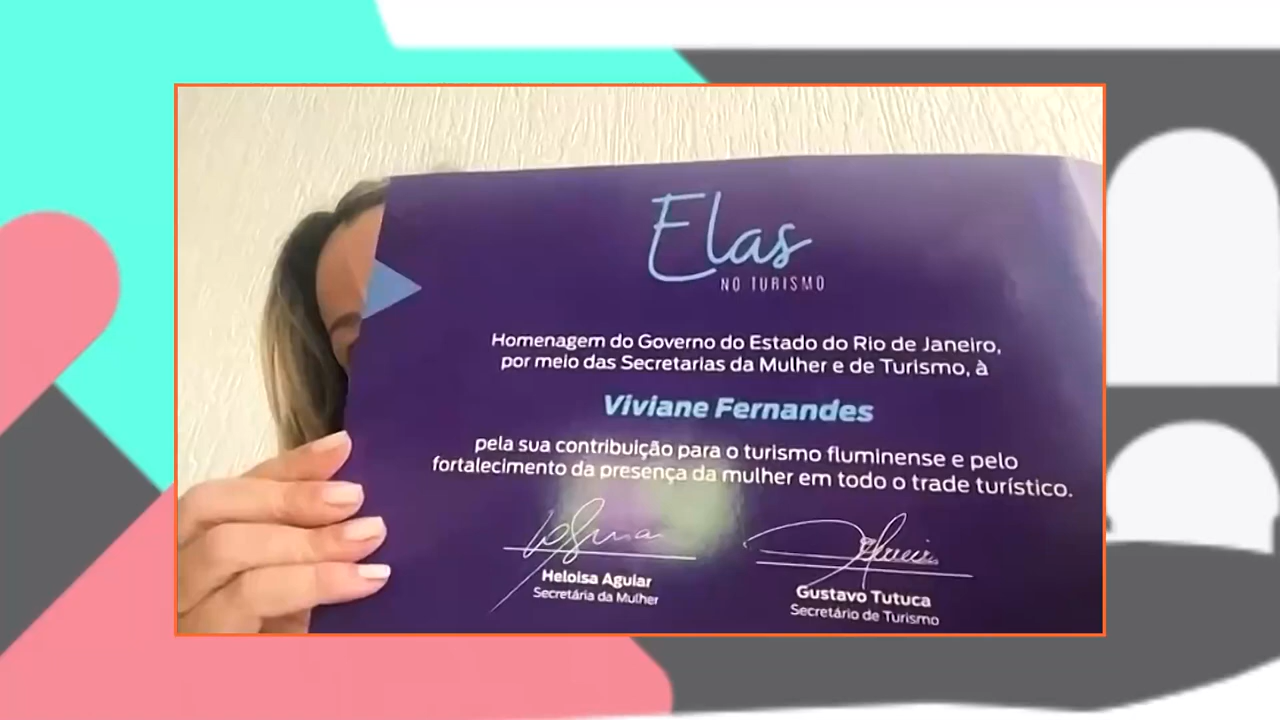 Elas
NO TURISMO
Homenagem do Governo do Estado do Rio de Janeiro,
por meio das Secretarias da Mulher e de Turismo, à
Viviane Fernandes
pela sua contribuição para o turismo fluminense e pelo
fortalecimento da presença da mulher em todo o trade turístico.
Heloisa Aguiar
Secretária da Mulher
Gustavo Tutuca
Secretário de Turismo